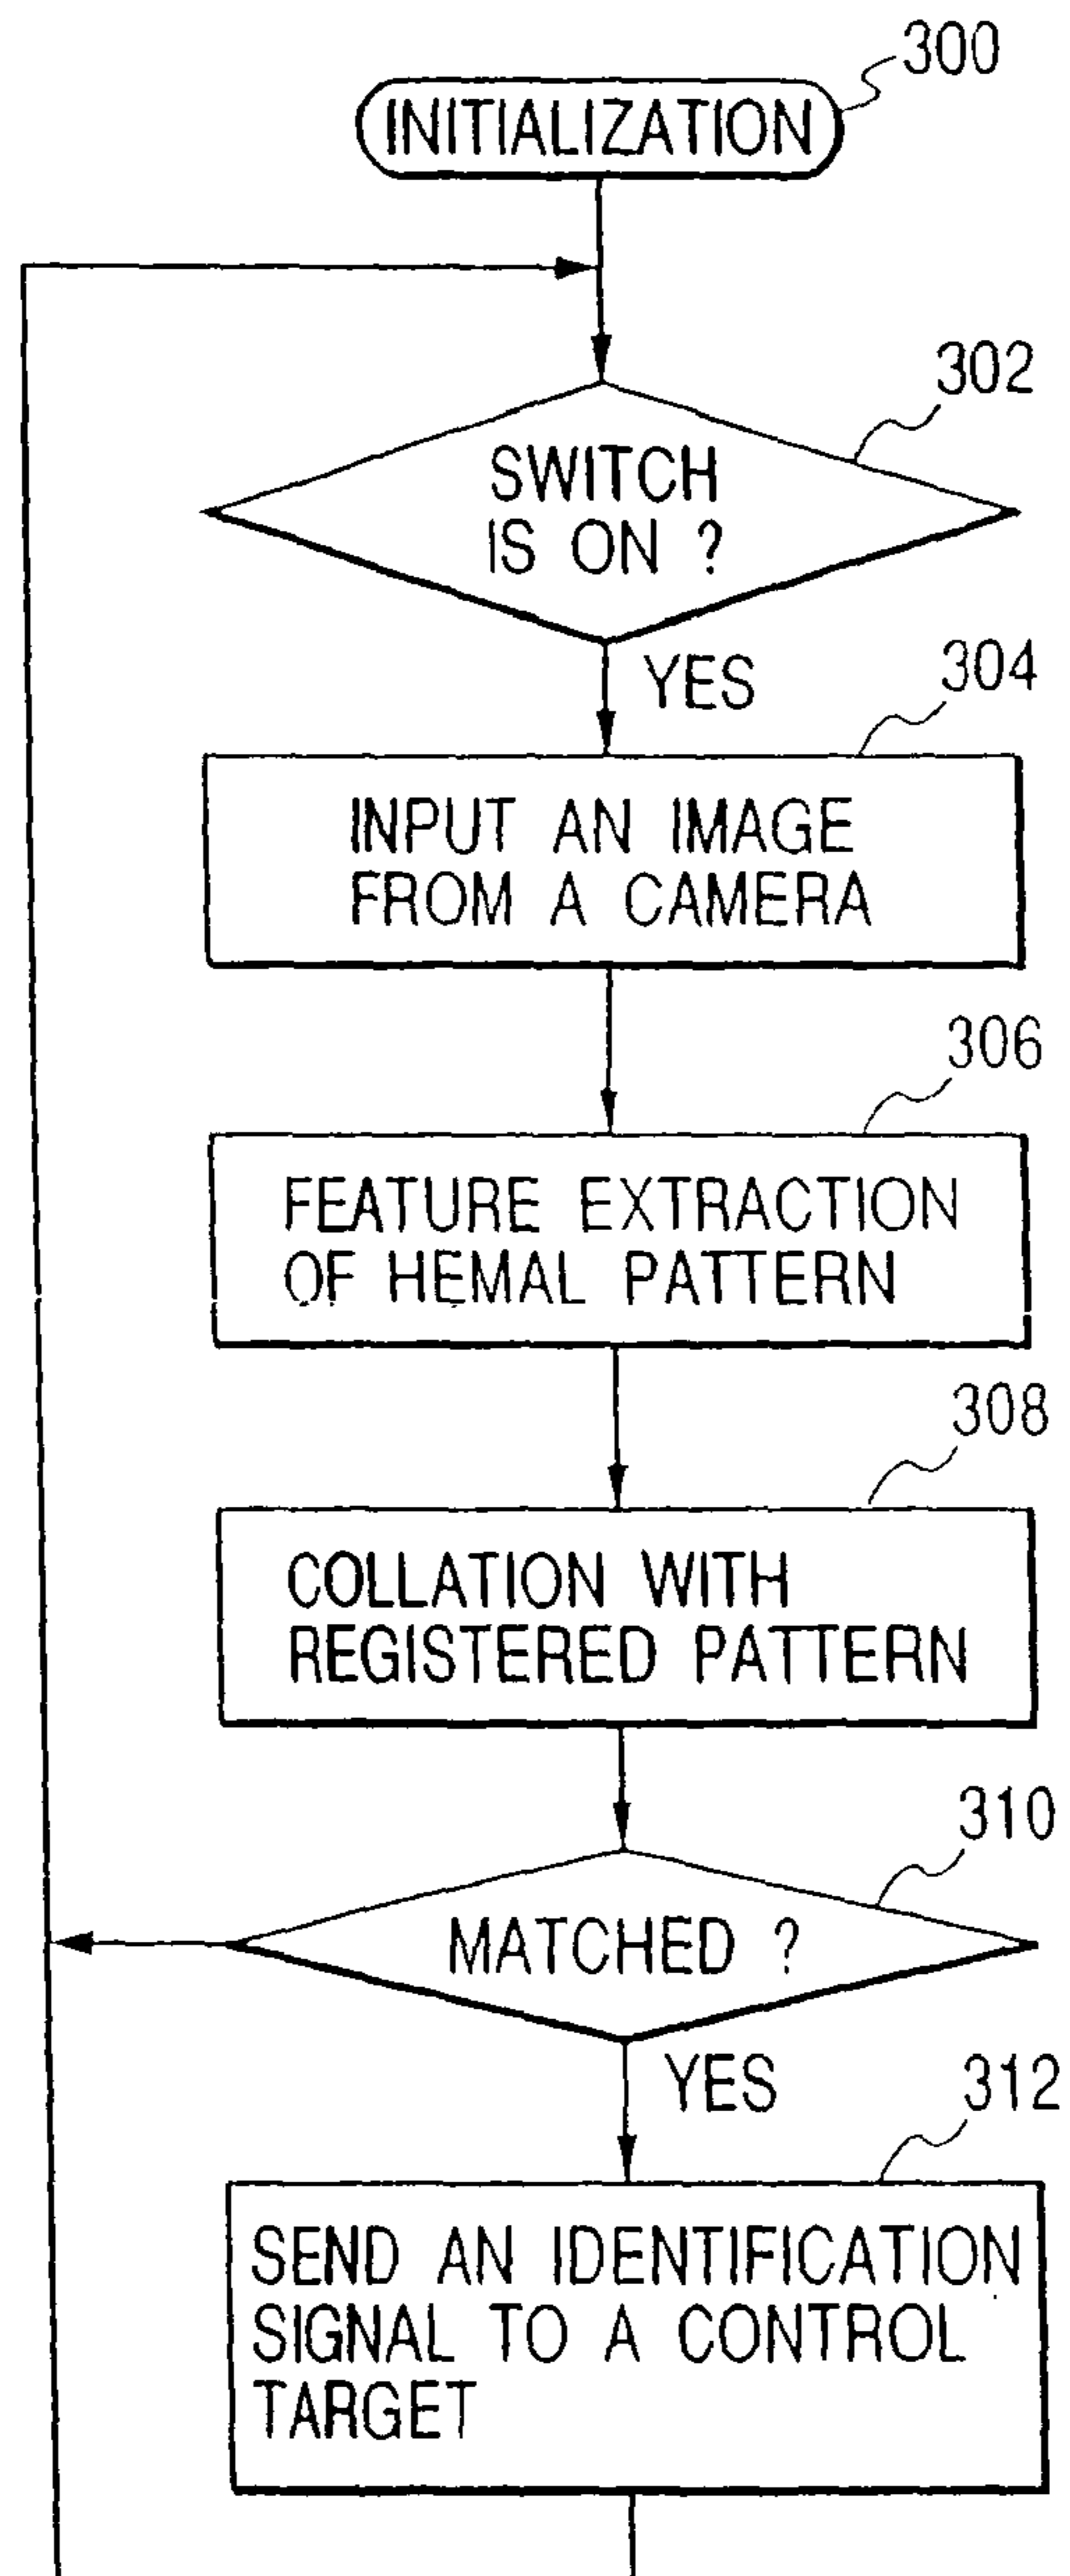 300
INITIALIZATION
302
SWITCH
IS ON ?
YES
304
INPUT AN IMAGE
FROM A CAMERA
306
FEATURE EXTRACTION
OF HEMAL PATTERN
308
COLLATION WITH
REGISTERED PATTERN
310
MATCHED ?
YES
312
SEND AN IDENTIFICATION
SIGNAL TO A CONTROL
TARGET